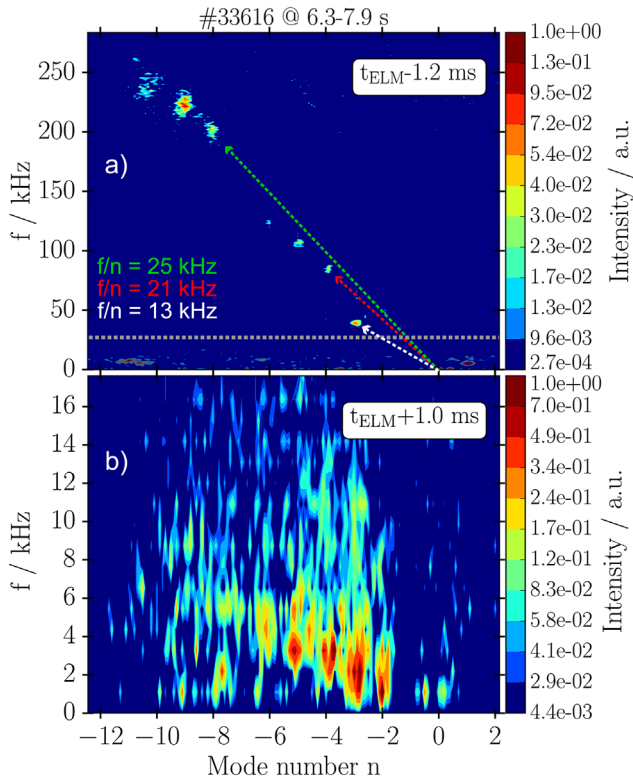 #33616 @ 6.3-7.9 s
t_ELM-1.2 ms
a)
f/n = 25 kHz
f/n = 21 kHz
f/n = 13 kHz
f / kHz
250
200
150
100
50
0
1.0e+00
1.3e-01
9.5e-02
7.2e-02
5.4e-02
4.0e-02
3.0e-02
2.2e-02
1.7e-02
1.3e-02
9.6e-03
2.7e-04
Intensity / a.u.
t_ELM+1.0 ms
b)
f / kHz
16
14
12
10
8
6
4
2
0
1.0e+00
7.0e-01
4.9e-01
3.4e-01
2.4e-01
1.7e-01
1.2e-01
8.3e-02
5.8e-02
4.1e-02
2.9e-02
4.4e-03
Intensity / a.u.
−12 −10 −8 −6 −4 −2 0 2
Mode number n